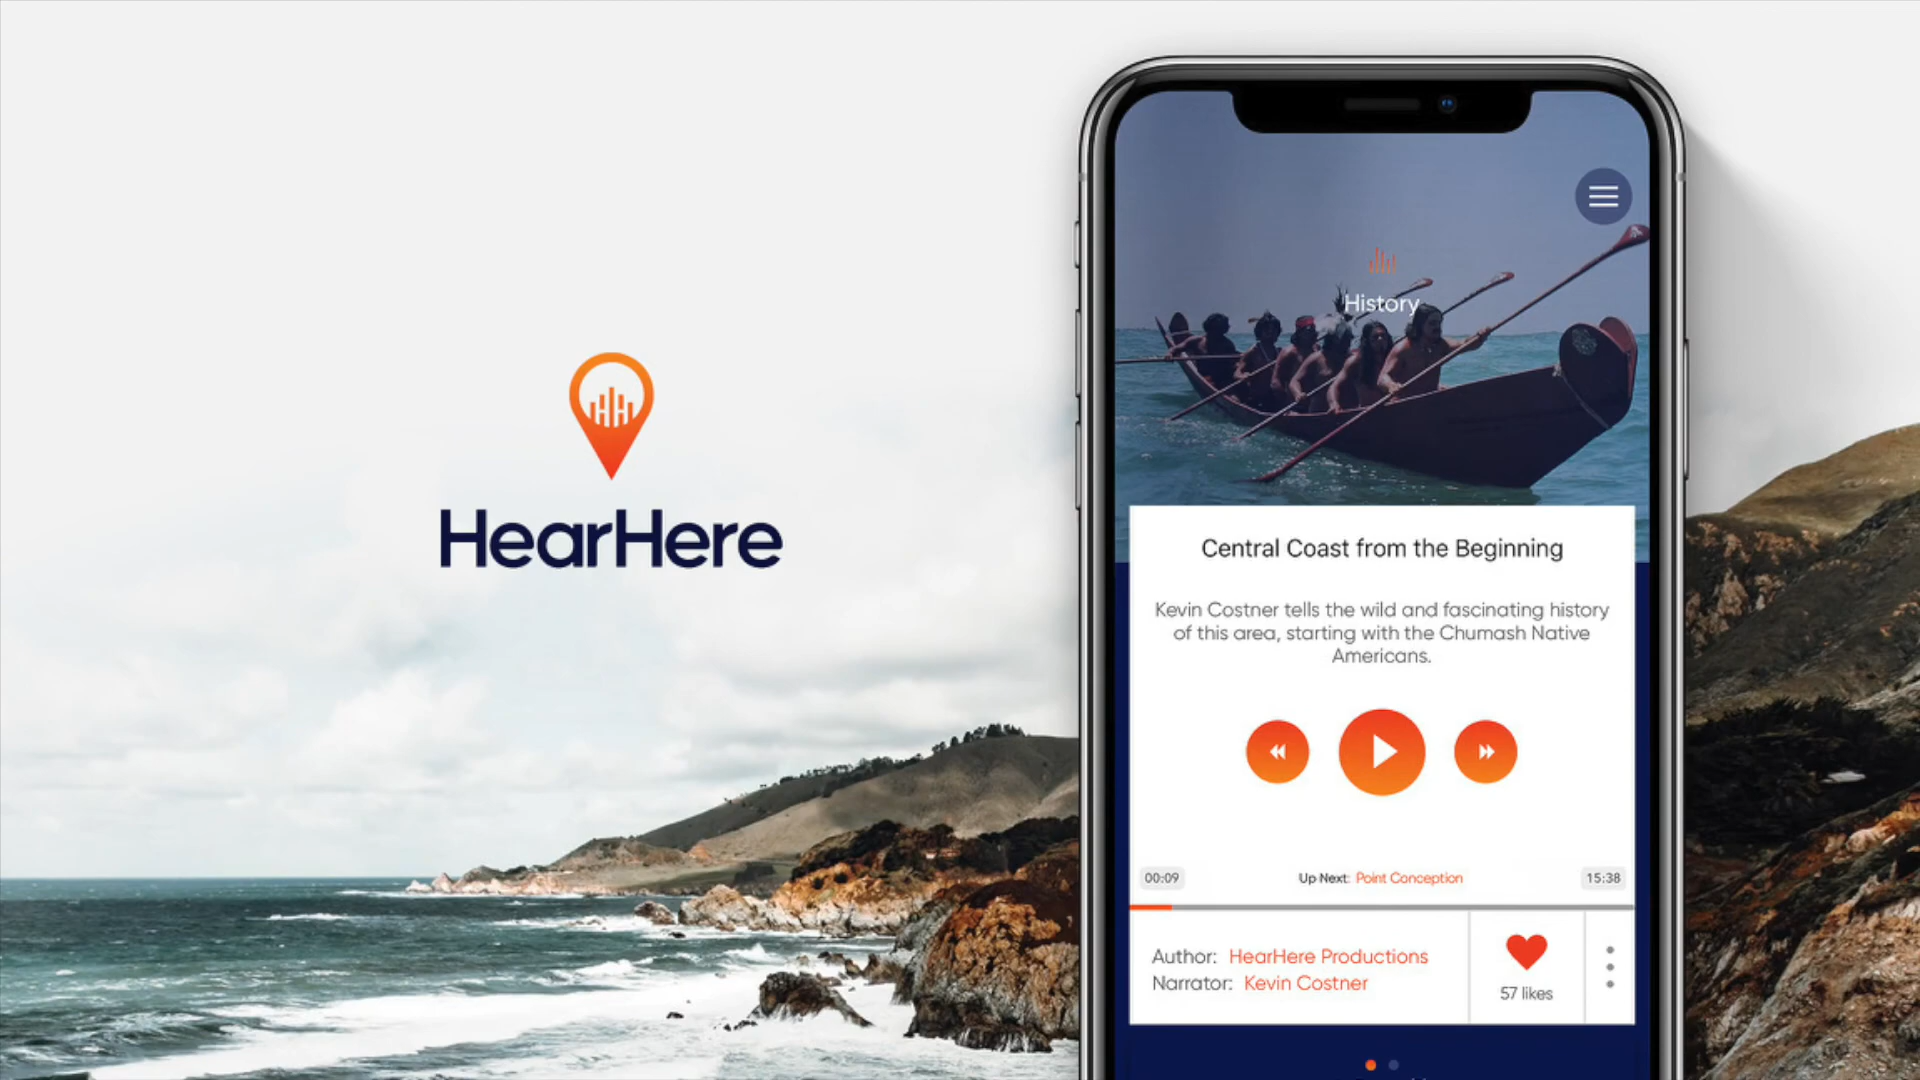 HearHere
History
Central Coast from the Beginning
Kevin Costner tells the wild and fascinating history
of this area, starting with the Chumash Native
Americans.
00:09
Up Next: Point Conception
15:38
Author: HearHere Productions
Narrator: Kevin Costner
57 likes